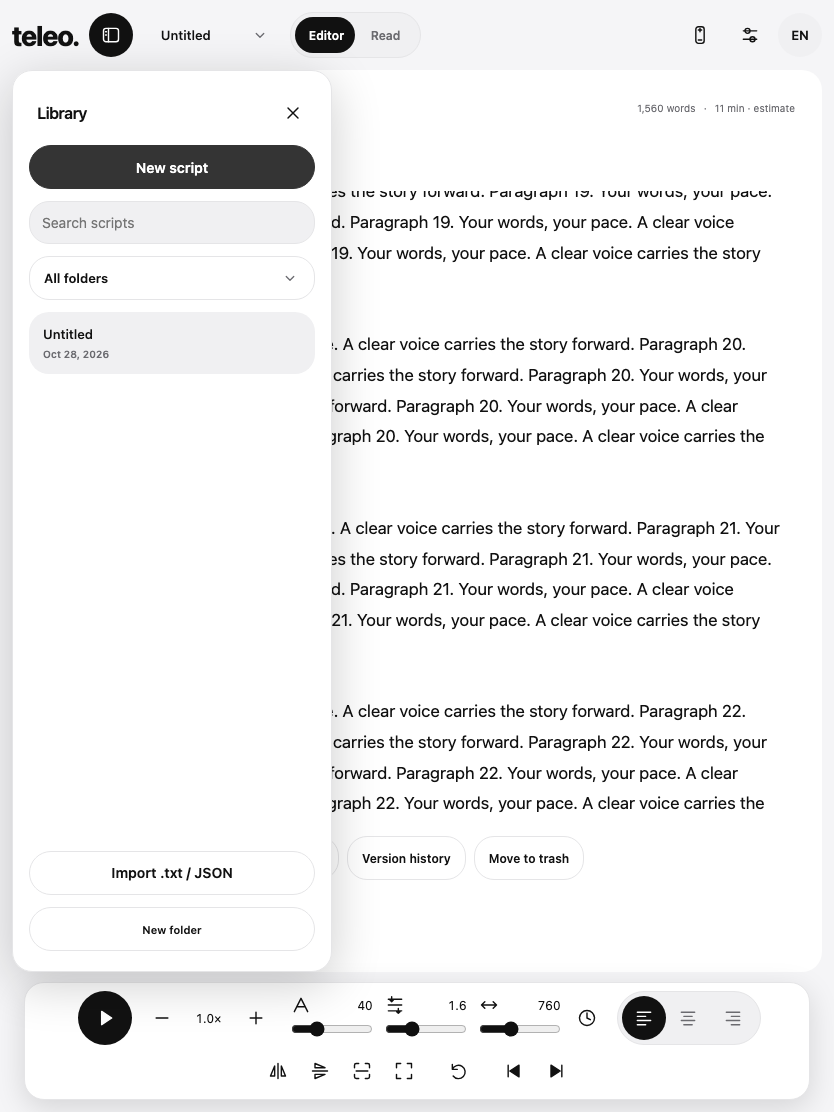 teleo.
Untitled
Editor
Read
EN
Library
New script
Search scripts
All folders
Untitled
Oct 28, 2026
Import .txt / JSON
New folder
1,560 words · 11 min · estimate
es the story forward. Paragraph 19. Your words, your pace.
d. Paragraph 19. Your words, your pace. A clear voice
19. Your words, your pace. A clear voice carries the story
. A clear voice carries the story forward. Paragraph 20.
carries the story forward. Paragraph 20. Your words, your
forward. Paragraph 20. Your words, your pace. A clear
graph 20. Your words, your pace. A clear voice carries the
. A clear voice carries the story forward. Paragraph 21. Your
es the story forward. Paragraph 21. Your words, your pace.
d. Paragraph 21. Your words, your pace. A clear voice
21. Your words, your pace. A clear voice carries the story
. A clear voice carries the story forward. Paragraph 22.
carries the story forward. Paragraph 22. Your words, your
forward. Paragraph 22. Your words, your pace. A clear
graph 22. Your words, your pace. A clear voice carries the
Version history
Move to trash
1.0×
40
1.6
760